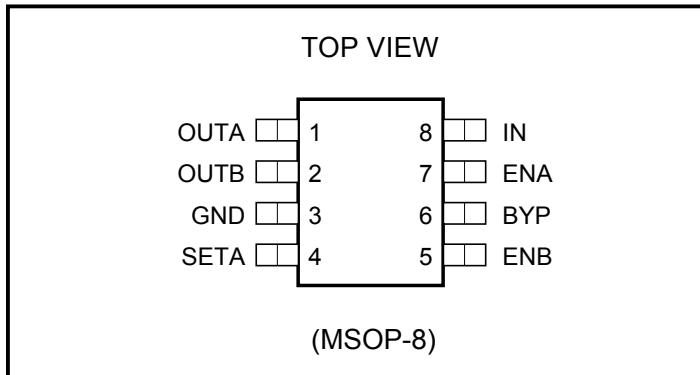 TOP VIEW
OUTA 1 8 IN
OUTB 2 7 ENA
GND 3 6 BYP
SETA 4 5 ENB
(MSOP-8)